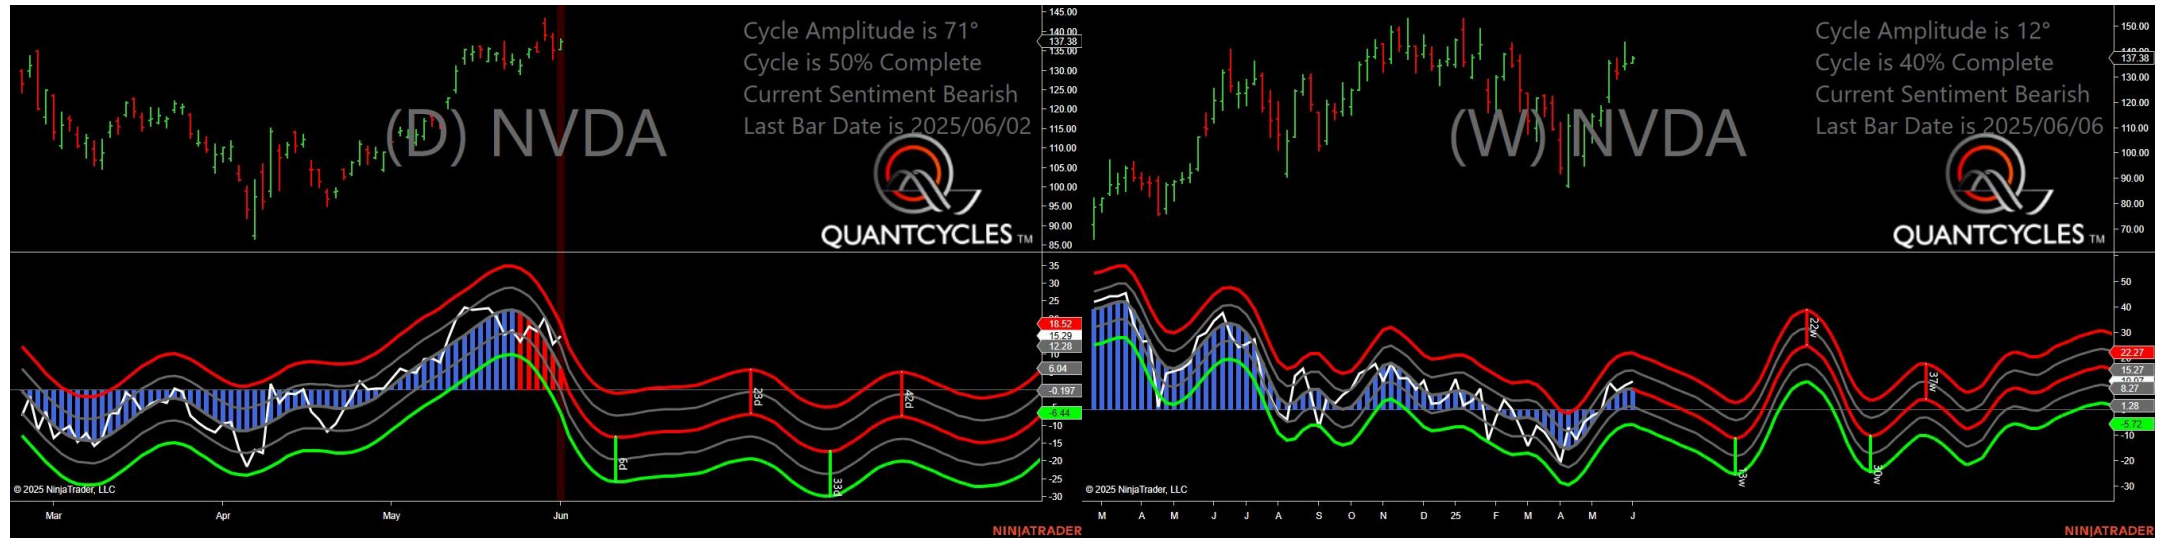 Cycle Amplitude is 71°
Cycle is 50% Complete
Current Sentiment Bearish
Last Bar Date is 2025/06/02
(D) NVDA
QUANTCYCLES TM
145.00
140.00
137.38
135.00
130.00
125.00
120.00
115.00
110.00
105.00
100.00
95.00
90.00
85.00
35
30
25
18.52
15.29
12.28
10
6.04
-0.197
-6.44
-10
-15
-20
-25
-30
6d
23d
33d
42d
© 2025 NinjaTrader, LLC
Mar Apr May Jun
NINJATRADER
Cycle Amplitude is 12°
Cycle is 40% Complete
Current Sentiment Bearish
Last Bar Date is 2025/06/06
(W) NVDA
QUANTCYCLES TM
150.00
140.00
137.38
130.00
120.00
110.00
100.00
90.00
80.00
70.00
50
40
30
22.27
15.27
8.27
1.28
-5.72
-10
-20
-30
13w
22w
30w
37w
© 2025 NinjaTrader, LLC
M A M J J A S O N D 25 F M A M J
NINJATRADER